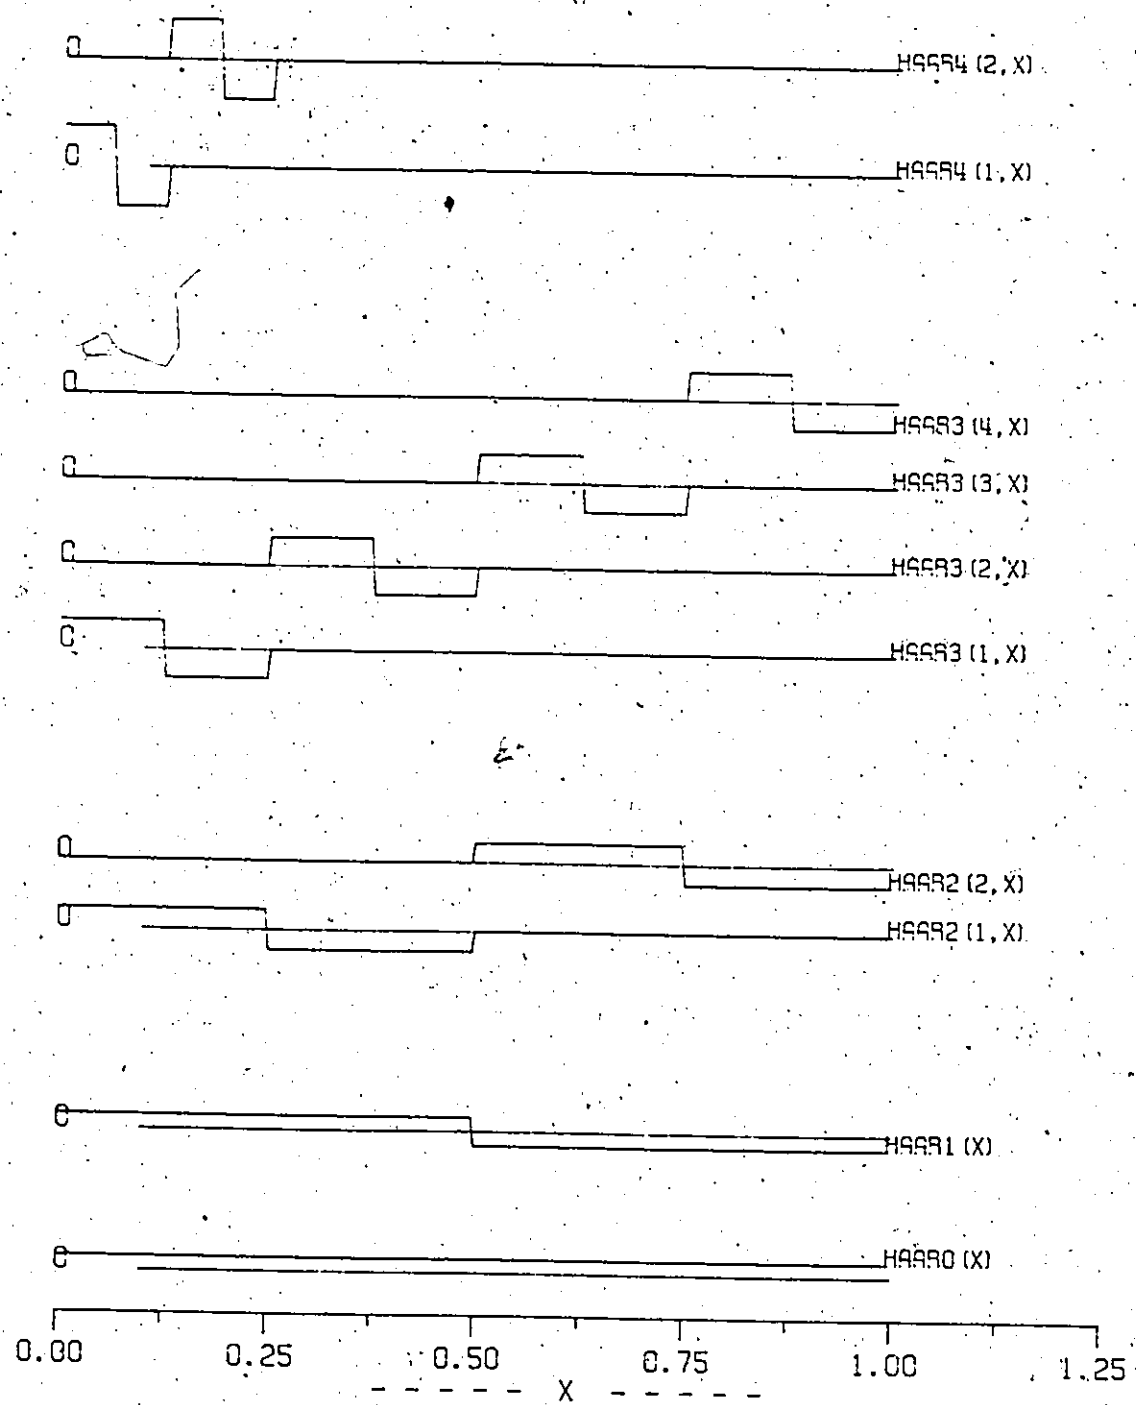 0 HAAR4 (2,X)
0 HAAR4 (1,X)
0 HAAR3 (4,X)
0 HAAR3 (3,X)
0 HAAR3 (2,X)
0 HAAR3 (1,X)
0 HAAR2 (2,X)
0 HAAR2 (1,X)
0 HAAR1 (X)
0 HAAR0 (X)
0.00 0.25 0.50 0.75 1.00 1.25
- - - - - X - - - - -